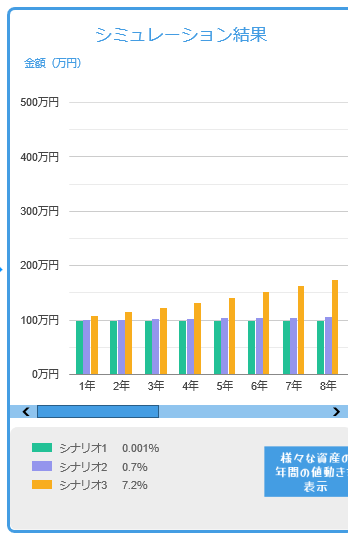 シミュレーション結果
金額（万円）
500万円
400万円
300万円
200万円
100万円
0万円
1年 2年 3年 4年 5年 6年 7年 8年
シナリオ1 0.001%
シナリオ2 0.7%
シナリオ3 7.2%
様々な資産の
年間の値動きを
表示